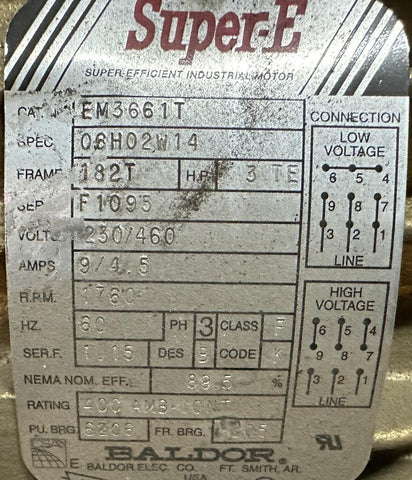 Super-E
SUPER-EFFICIENT INDUSTRIAL MOTOR
CAT. EM3661T
SPEC. 06H02W14
FRAME 182T H.P. 3 TE
SER. F1095
VOLTS 230/460
AMPS 9/4.5
R.P.M. 1760
HZ. 60 PH 3 CLASS F
SER.F. 1.15 DES B CODE K
NEMA NOM. EFF. 89.5 %
RATING 40C AMB-CONT
PU. BRG. 6206 FR. BRG. 6205
BALDOR
BALDOR ELEC. CO. FT. SMITH, AR.
CONNECTION
LOW
VOLTAGE
6 5 4
9 8 7
3 2 1
LINE
HIGH
VOLTAGE
6 5 4
9 8 7
3 2 1
LINE